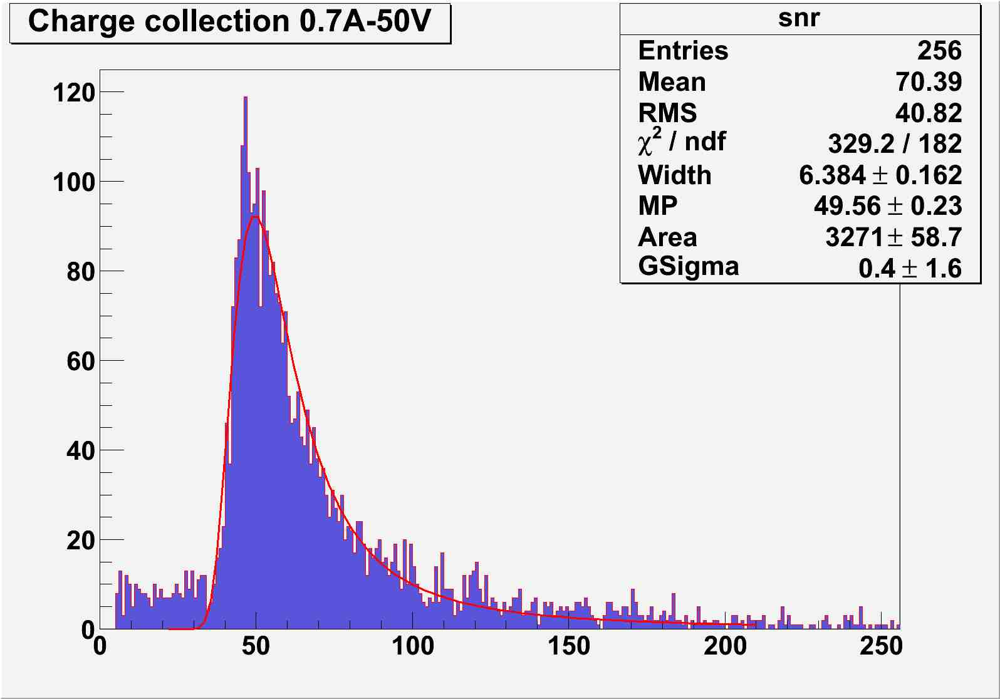 Charge collection 0.7A-50V
snr
Entries 256
Mean 70.39
RMS 40.82
χ² / ndf 329.2 / 182
Width 6.384 ± 0.162
MP 49.56 ± 0.23
Area 3271 ± 58.7
GSigma 0.4 ± 1.6
120
100
80
60
40
20
0
0 50 100 150 200 250